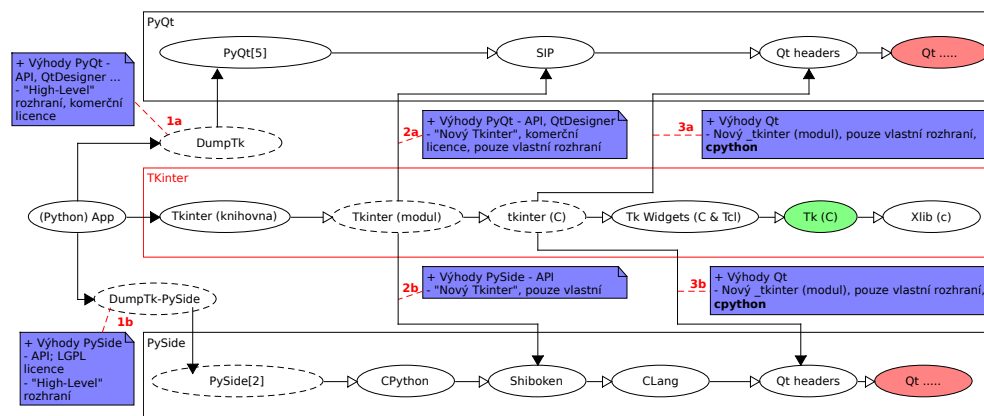 PyQt
PyQt[5]
SIP
Qt headers
Qt .....
+ Výhody PyQt -
API, QtDesigner ...
- "High-Level"
rozhraní, komerční
licence
1a
DumpTk
+ Výhody PyQt - API, QtDesigner
- "Nový Tkinter", komerční
licence, pouze vlastní rozhraní
2a
+ Výhody Qt
- Nový _tkinter (modul), pouze vlastní rozhraní,
cpython
3a
TKinter
(Python) App
Tkinter (knihovna)
Tkinter (modul)
tkinter (C)
Tk Widgets (C & Tcl)
Tk (C)
Xlib (c)
+ Výhody PySide - API
- "Nový Tkinter", pouze vlastní
2b
+ Výhody Qt
- Nový _tkinter (modul), pouze vlastní rozhraní,
cpython
3b
DumpTk-PySide
1b
+ Výhody PySide
- API; LGPL
licence
- "High-Level"
rozhraní
PySide
PySide[2]
CPython
Shiboken
CLang
Qt headers
Qt .....